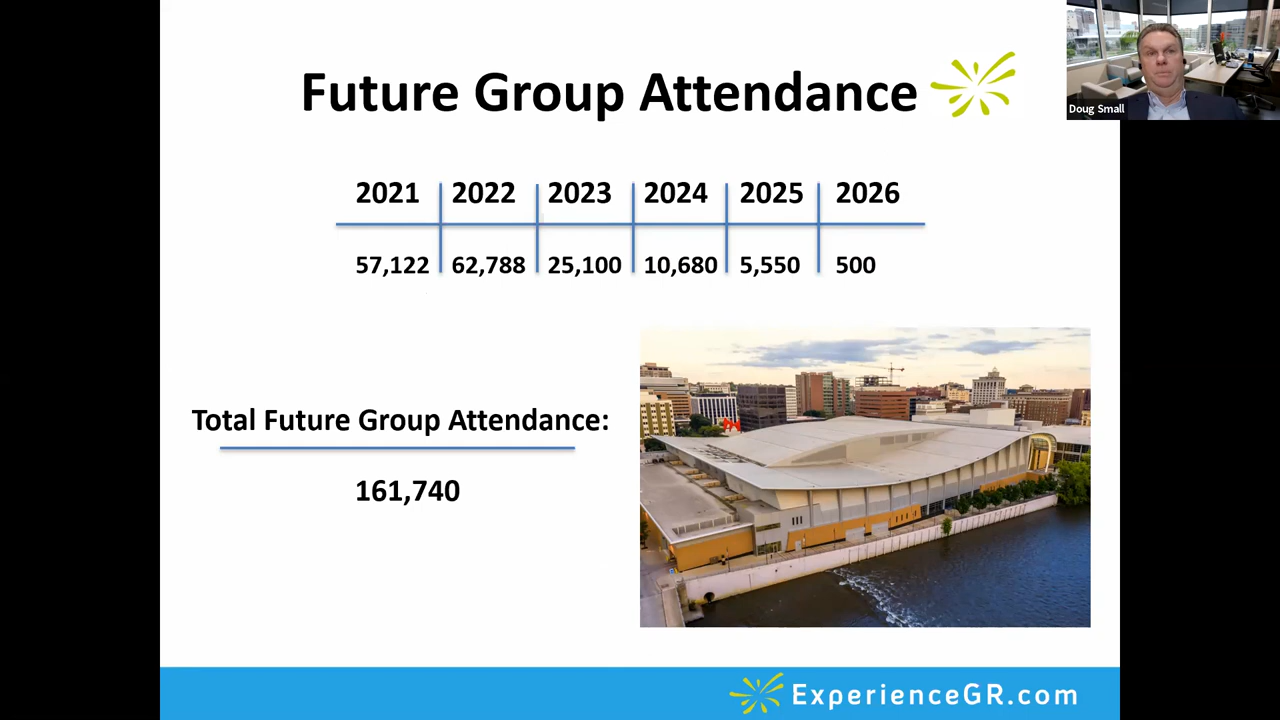 Future Group Attendance
Doug Small
2021 2022 2023 2024 2025 2026
57,122 62,788 25,100 10,680 5,550 500
Total Future Group Attendance:
161,740
ExperienceGR.com